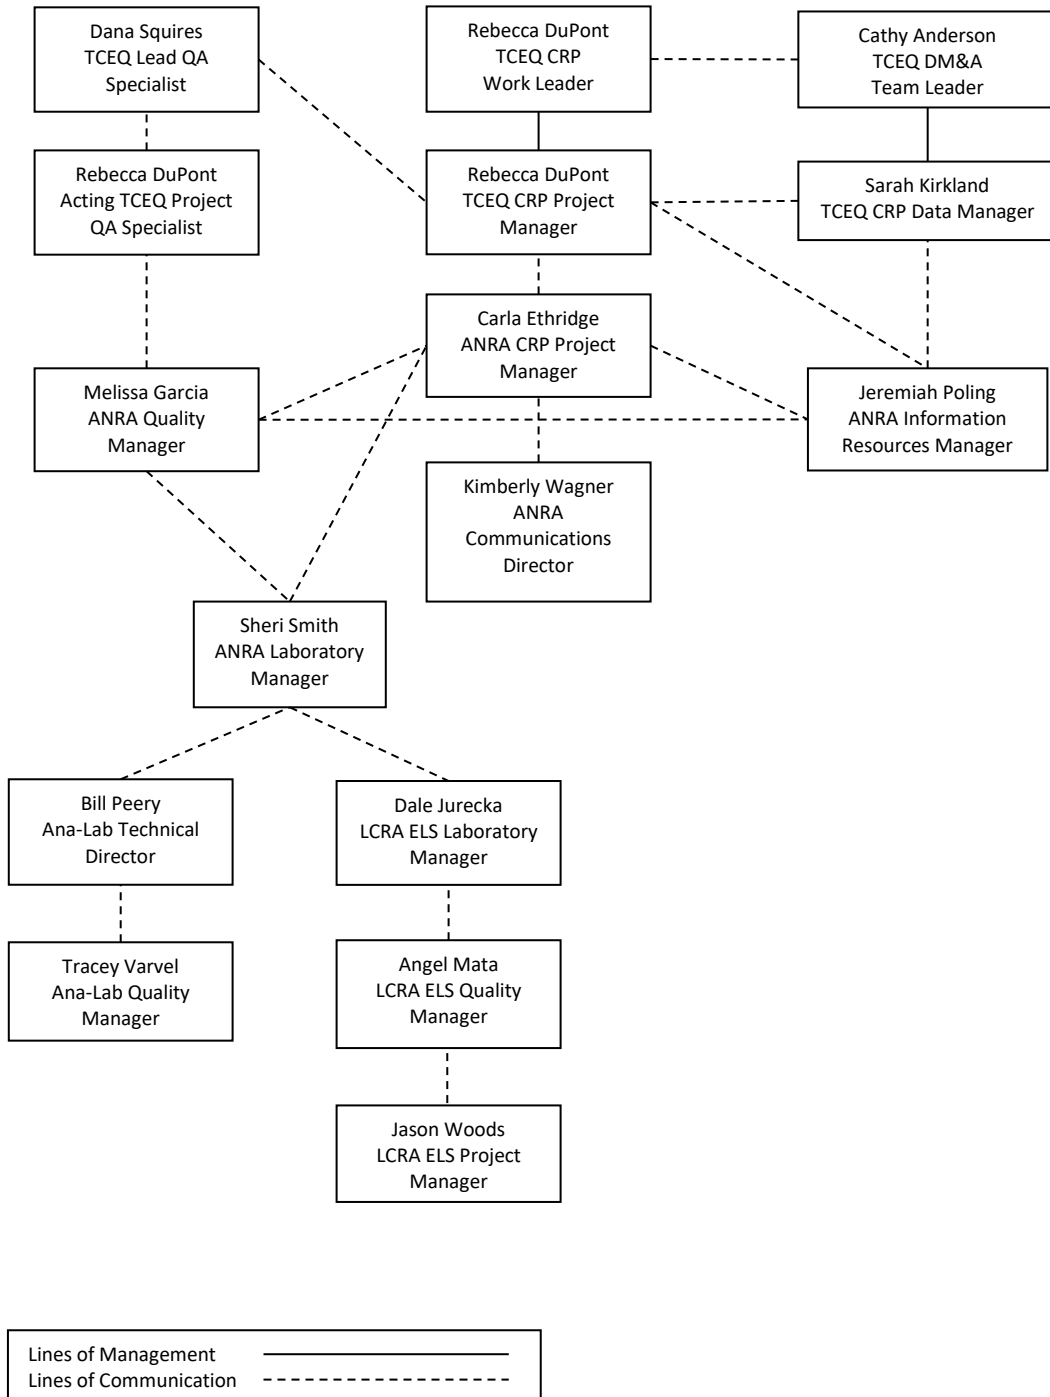 Dana Squires
TCEQ Lead QA
Specialist
Rebecca DuPont
TCEQ CRP
Work Leader
Cathy Anderson
TCEQ DM&A
Team Leader
Rebecca DuPont
Acting TCEQ Project
QA Specialist
Rebecca DuPont
TCEQ CRP Project
Manager
Sarah Kirkland
TCEQ CRP Data Manager
Carla Ethridge
ANRA CRP Project
Manager
Melissa Garcia
ANRA Quality
Manager
Jeremiah Poling
ANRA Information
Resources Manager
Kimberly Wagner
ANRA
Communications
Director
Sheri Smith
ANRA Laboratory
Manager
Bill Peery
Ana-Lab Technical
Director
Dale Jurecka
LCRA ELS Laboratory
Manager
Tracey Varvel
Ana-Lab Quality
Manager
Angel Mata
LCRA ELS Quality
Manager
Jason Woods
LCRA ELS Project
Manager
Lines of Management
Lines of Communication